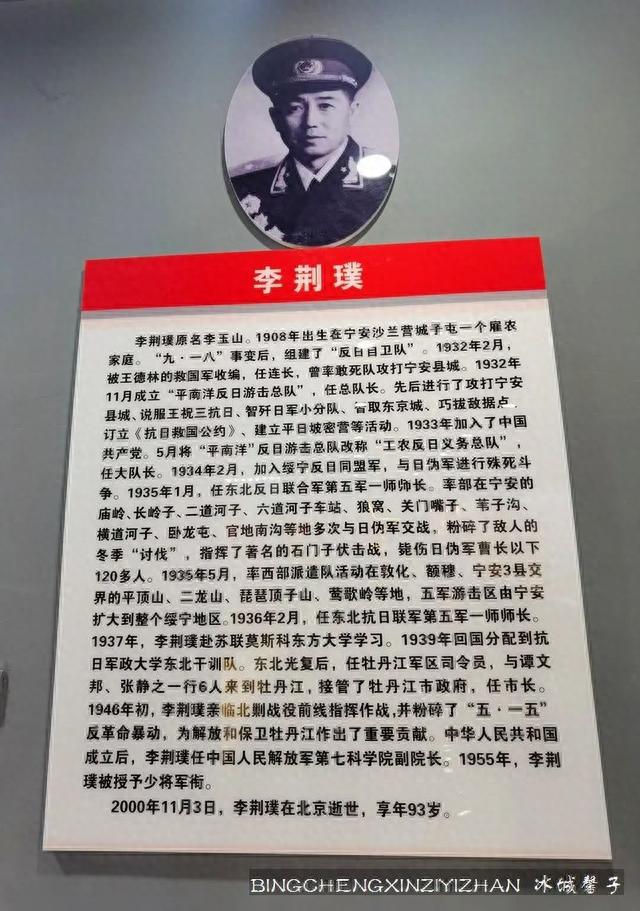 李荆璞
李荆璞原名李玉山。1908年出生在宁安沙兰营城子屯一个雇农
家庭。“九·一八”事变后，组建了“反日自卫队”。1932年2月，
被王德林的救国军收编，任连长，曾率敢死队攻打宁安县城。1932年
11月成立“平南洋反日游击总队”，任总队长。先后进行了攻打宁安
县城、说服王祝三抗日、智歼日军小分队、智取东京城、巧拔敌据点、
订立《抗日救国公约》、建立平日坡密营等活动。1933年加入了中国
共产党。5月将“平南洋”反日游击总队改称“工农反日义务总队”，
任大队长。1934年2月，加入绥宁反日同盟军，与日伪军进行殊死斗
争。1935年1月，任东北反日联合军第五军一师师长。率部在宁安的
庙岭、长岭子、二道河子、六道河子车站、狼窝、关门嘴子、苇子沟、
横道河子、卧龙屯、官地南沟等地多次与日伪军交战，粉碎了敌人的
冬季“讨伐”，指挥了著名的石门子伏击战，毙伤日伪军曹长以下
120多人。1935年5月，率西部派遣队活动在敦化、额穆、宁安3县交
界的平顶山、二龙山、琵琶顶子山、莺歌岭等地，五军游击区由宁安
扩大到整个绥宁地区。1936年2月，任东北抗日联军第五军一师师长。
1937年，李荆璞赴苏联莫斯科东方大学学习。1939年回国分配到抗
日军政大学东北干训队。东北光复后，任牡丹江军区司令员，与谭文
邦、张静之一行6人来到牡丹江，接管了牡丹江市政府，任市长。
1946年初，李荆璞亲临北剿战役前线指挥作战，并粉碎了“五·一五”
反革命暴动，为解放和保卫牡丹江作出了重要贡献。中华人民共和国
成立后，李荆璞任中国人民解放军第七科学院副院长。1955年，李荆
璞被授予少将军衔。
2000年11月3日，李荆璞在北京逝世，享年93岁。
BINGCHENGXINZIYIZHAN 冰城馨子